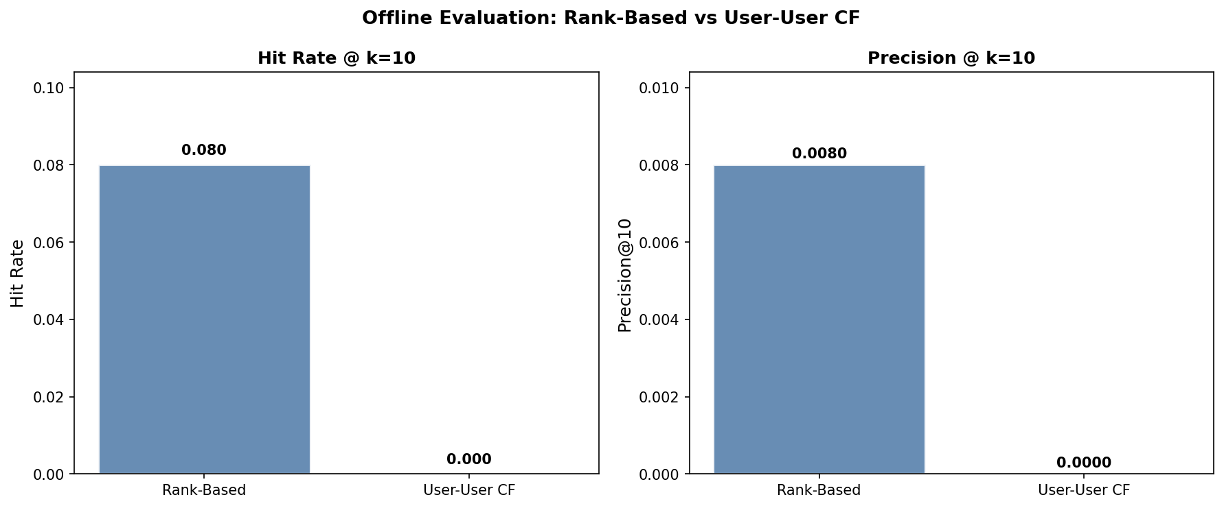 Offline Evaluation: Rank-Based vs User-User CF
Hit Rate @ k=10
0.10
0.08
0.06
0.04
0.02
0.00
Hit Rate
0.080
0.000
Rank-Based
User-User CF
Precision @ k=10
0.010
0.008
0.006
0.004
0.002
0.000
Precision@10
0.0080
0.0000
Rank-Based
User-User CF